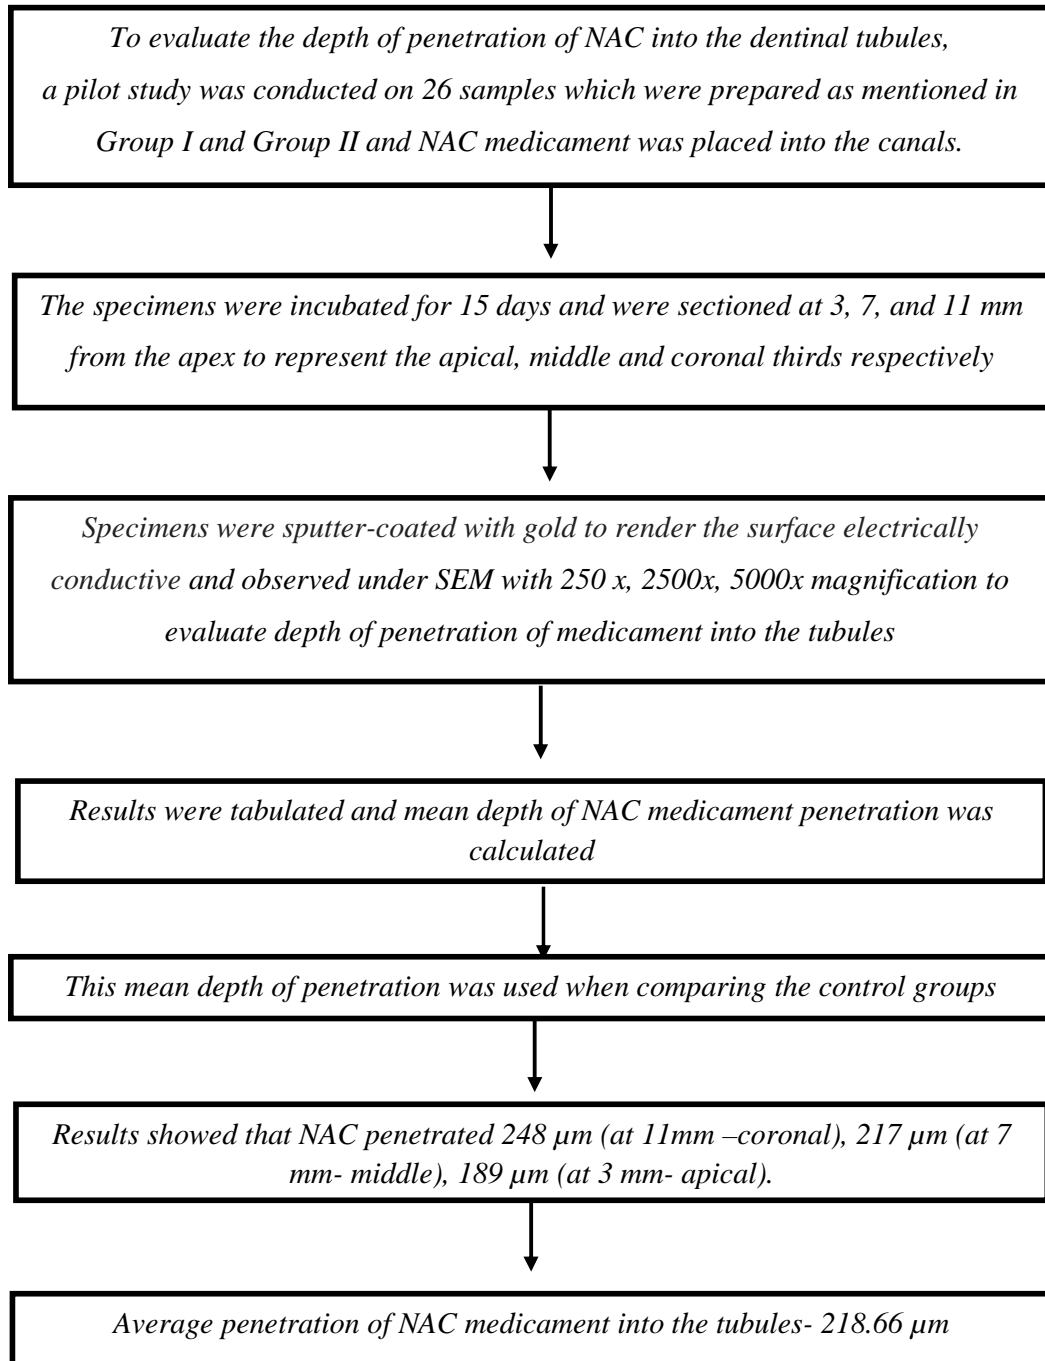 To evaluate the depth of penetration of NAC into the dentinal tubules,
a pilot study was conducted on 26 samples which were prepared as mentioned in
Group I and Group II and NAC medicament was placed into the canals.
The specimens were incubated for 15 days and were sectioned at 3, 7, and 11 mm
from the apex to represent the apical, middle and coronal thirds respectively
Specimens were sputter-coated with gold to render the surface electrically
conductive and observed under SEM with 250 x, 2500x, 5000x magnification to
evaluate depth of penetration of medicament into the tubules
Results were tabulated and mean depth of NAC medicament penetration was
calculated
This mean depth of penetration was used when comparing the control groups
Results showed that NAC penetrated 248 µm (at 11mm –coronal), 217 µm (at 7
mm- middle), 189 µm (at 3 mm- apical).
Average penetration of NAC medicament into the tubules- 218.66 µm